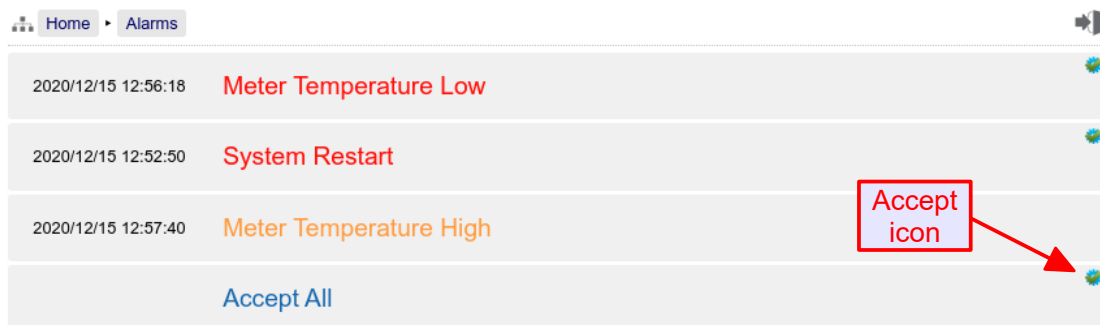 Home ‣ Alarms
2020/12/15 12:56:18 Meter Temperature Low
2020/12/15 12:52:50 System Restart
2020/12/15 12:57:40 Meter Temperature High
Accept
icon
Accept All